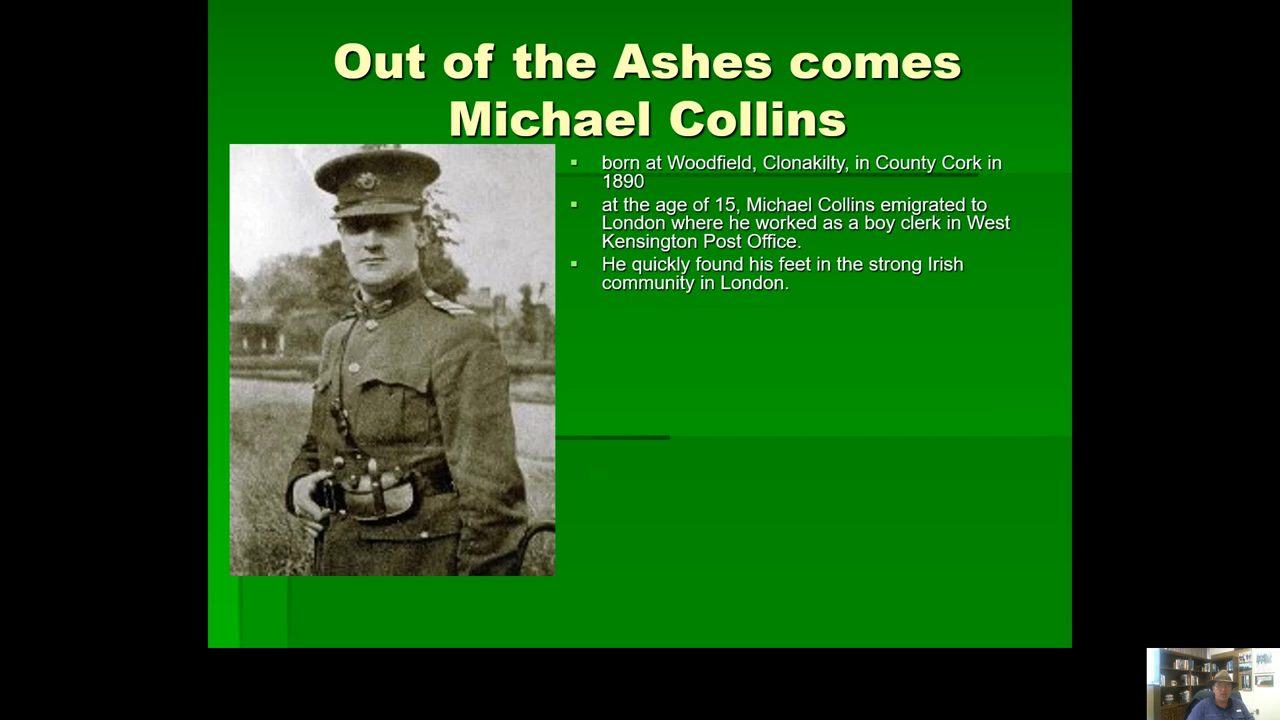 Out of the Ashes comes
Michael Collins
born at Woodfield, Clonakilty, in County Cork in
1890
at the age of 15, Michael Collins emigrated to
London where he worked as a boy clerk in West
Kensington Post Office.
He quickly found his feet in the strong Irish
community in London.